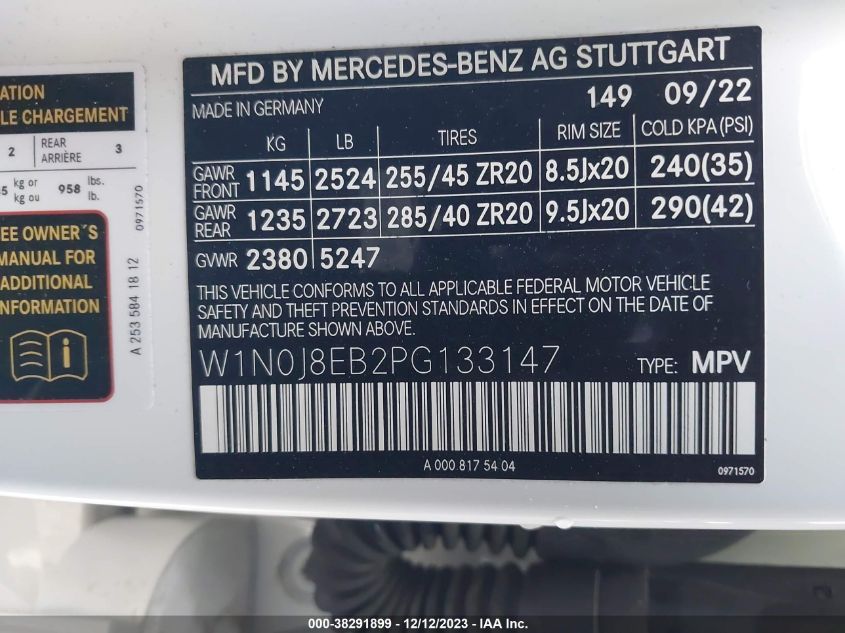 ATION
LE CHARGEMENT
2 REAR ARRIÈRE 3
kg or kg ou 958 lbs. lb.
0971570
EE OWNER´S
MANUAL FOR
ADDITIONAL
INFORMATION
A 253 584 18 12
MFD BY MERCEDES-BENZ AG STUTTGART
MADE IN GERMANY 149 09/22
KG LB TIRES RIM SIZE COLD KPA (PSI)
GAWR FRONT 1145 2524 255/45 ZR20 8.5Jx20 240(35)
GAWR REAR 1235 2723 285/40 ZR20 9.5Jx20 290(42)
GVWR 2380 5247
THIS VEHICLE CONFORMS TO ALL APPLICABLE FEDERAL MOTOR VEHICLE
SAFETY AND THEFT PREVENTION STANDARDS IN EFFECT ON THE DATE OF
MANUFACTURE SHOWN ABOVE.
W1N0J8EB2PG133147 TYPE: MPV
A 000 817 54 04
0971570
000-38291899 - 12/12/2023 - IAA Inc.